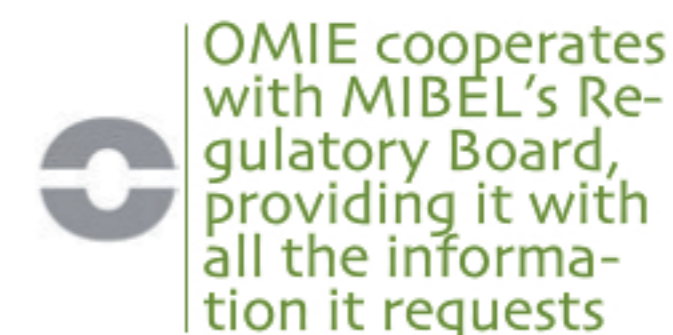 OMIE cooperates
with MIBEL's Re-
gulatory Board,
providing it with
all the informa-
tion it requests